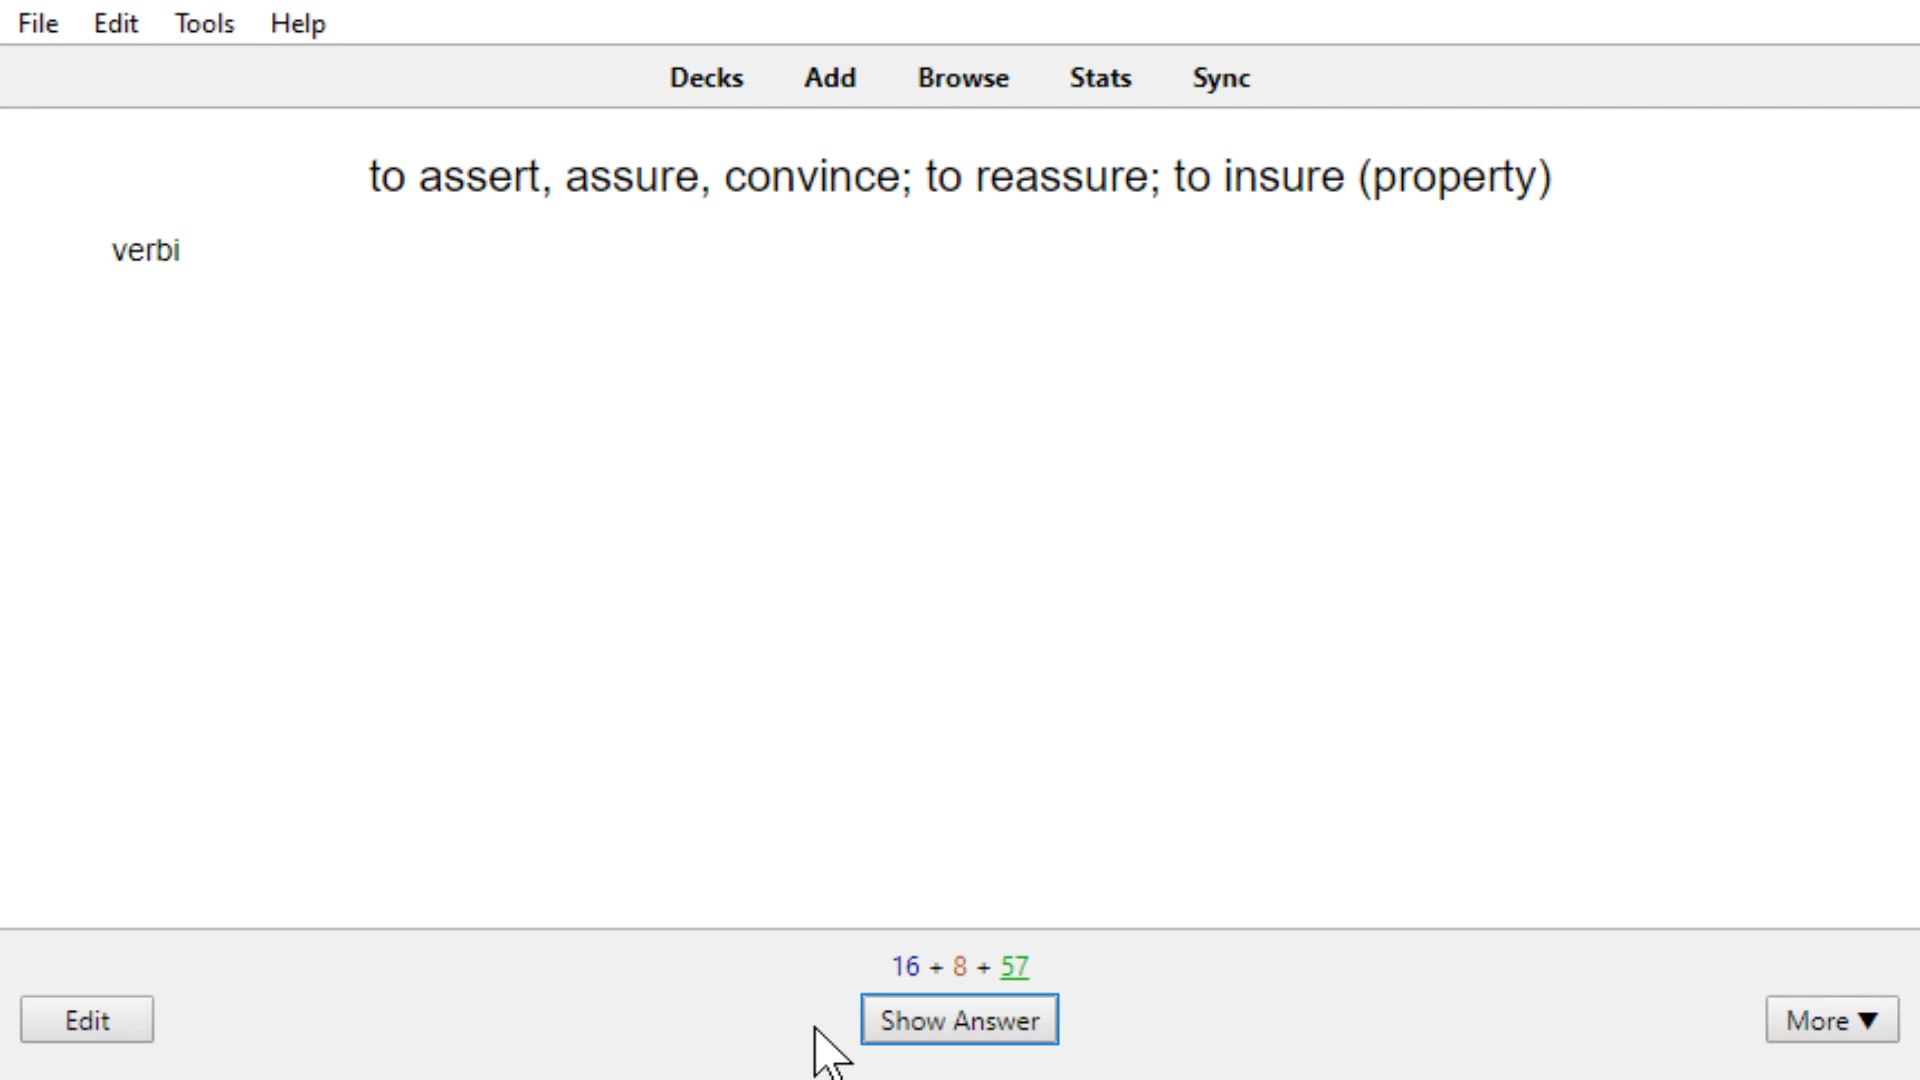 File Edit Tools Help
Decks Add Browse Stats Sync
to assert, assure, convince; to reassure; to insure (property)
verbi
16 + 8 + 57
Edit Show Answer More ▼